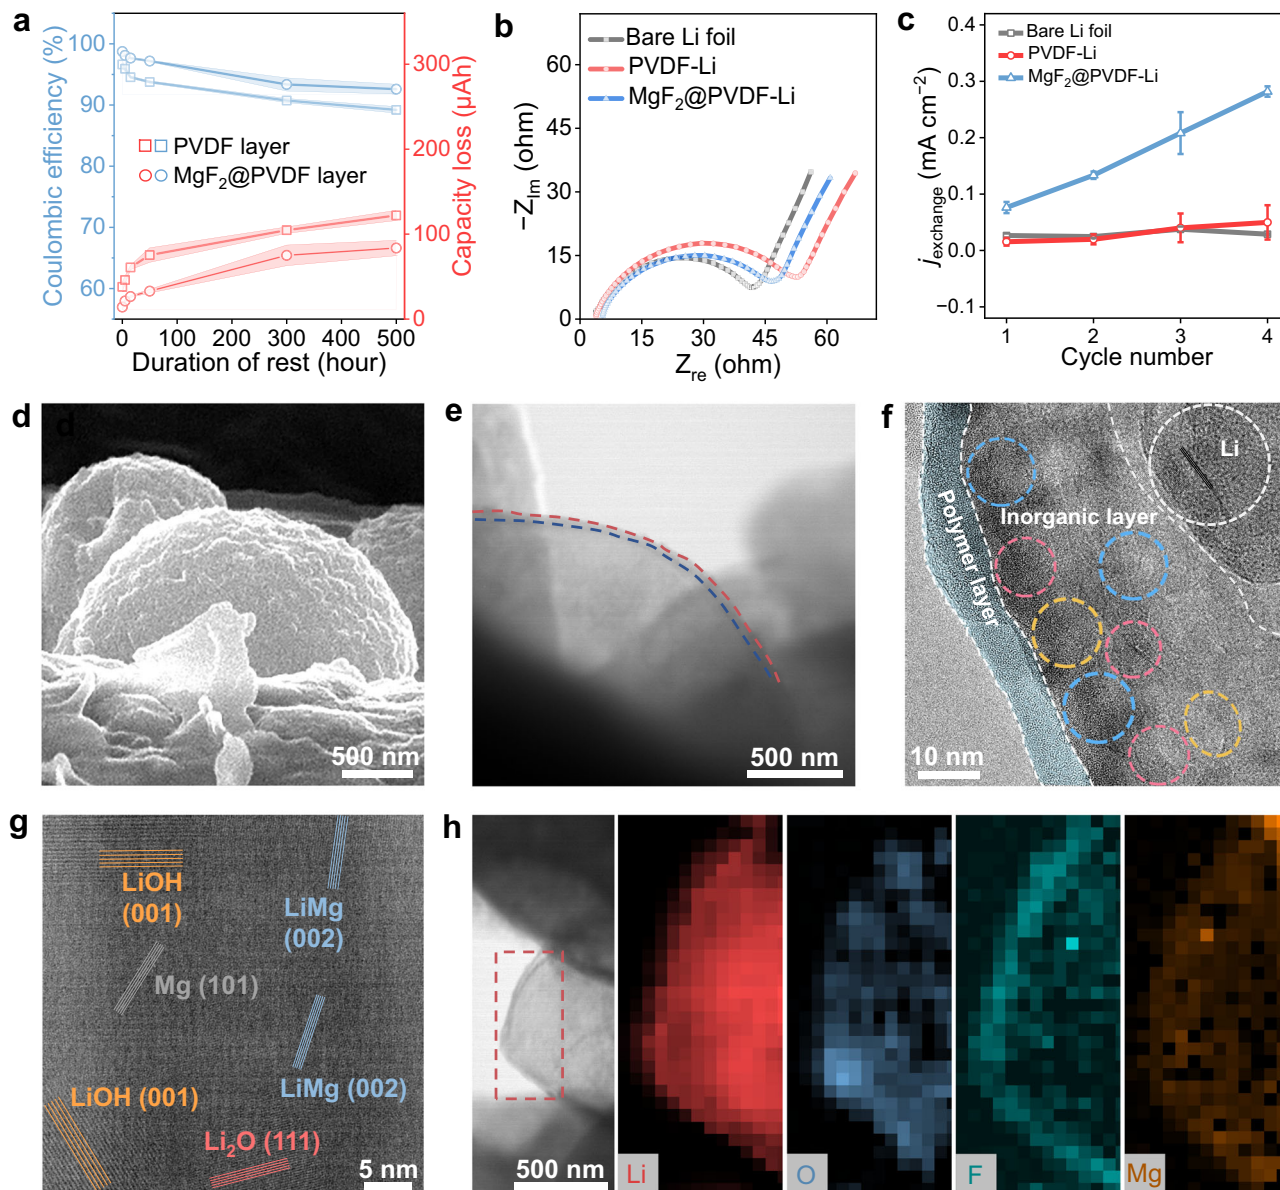 a
Coulombic efficiency (%)
100
90
80
70
60
300
200
100
0
Capacity loss (µAh)
PVDF layer
MgF₂@PVDF layer
0 100 200 300 400 500
Duration of rest (hour)
b
−Z_Im (ohm)
60
45
30
15
0
Bare Li foil
PVDF-Li
MgF₂@PVDF-Li
0 15 30 45 60
Z_re (ohm)
c
j_exchange (mA cm⁻²)
0.4
0.3
0.2
0.1
0.0
−0.1
Bare Li foil
PVDF-Li
MgF₂@PVDF-Li
1 2 3 4
Cycle number
d
d
500 nm
e
500 nm
f
Li
Inorganic layer
Polymer layer
10 nm
g
LiOH
(001)
LiMg
(002)
Mg (101)
LiMg (002)
LiOH (001)
Li₂O (111)
5 nm
h
500 nm
Li
O
F
Mg